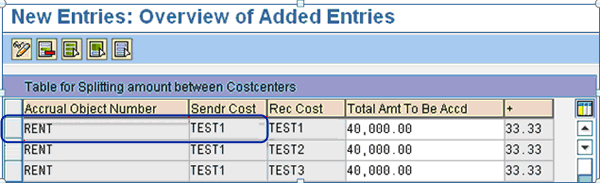 New Entries: Overview of Added Entries
Table for Splitting amount between Costcenters
Accrual Object Number Sendr Cost Rec Cost Total Amt To Be Accd +
RENT TEST1 TEST1 40,000.00 33.33
RENT TEST1 TEST2 40,000.00 33.33
RENT TEST1 TEST3 40,000.00 33.33